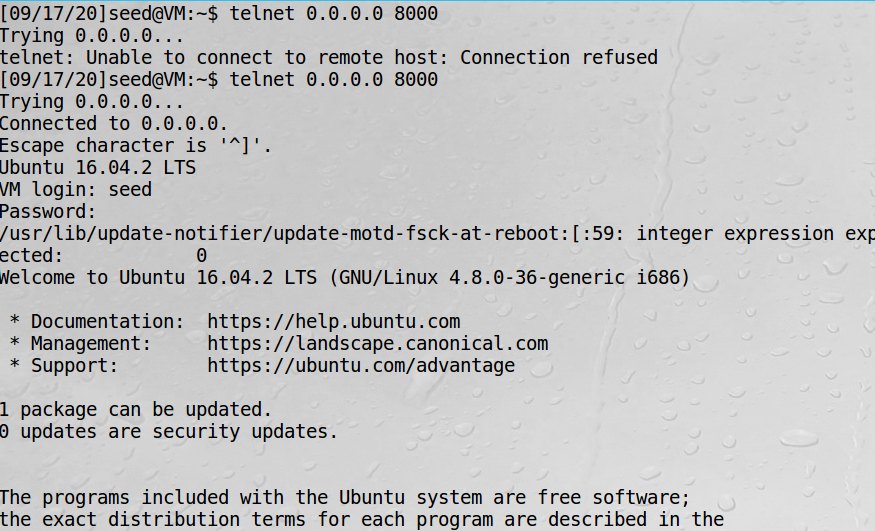 [09/17/20]seed@VM:~$ telnet 0.0.0.0 8000
Trying 0.0.0.0...
telnet: Unable to connect to remote host: Connection refused
[09/17/20]seed@VM:~$ telnet 0.0.0.0 8000
Trying 0.0.0.0...
Connected to 0.0.0.0.
Escape character is '^]'.
Ubuntu 16.04.2 LTS
VM login: seed
Password:
/usr/lib/update-notifier/update-motd-fsck-at-reboot:[:59: integer expression exp
ected:            0
Welcome to Ubuntu 16.04.2 LTS (GNU/Linux 4.8.0-36-generic i686)

 * Documentation:  https://help.ubuntu.com
 * Management:     https://landscape.canonical.com
 * Support:        https://ubuntu.com/advantage

1 package can be updated.
0 updates are security updates.


The programs included with the Ubuntu system are free software;
the exact distribution terms for each program are described in the